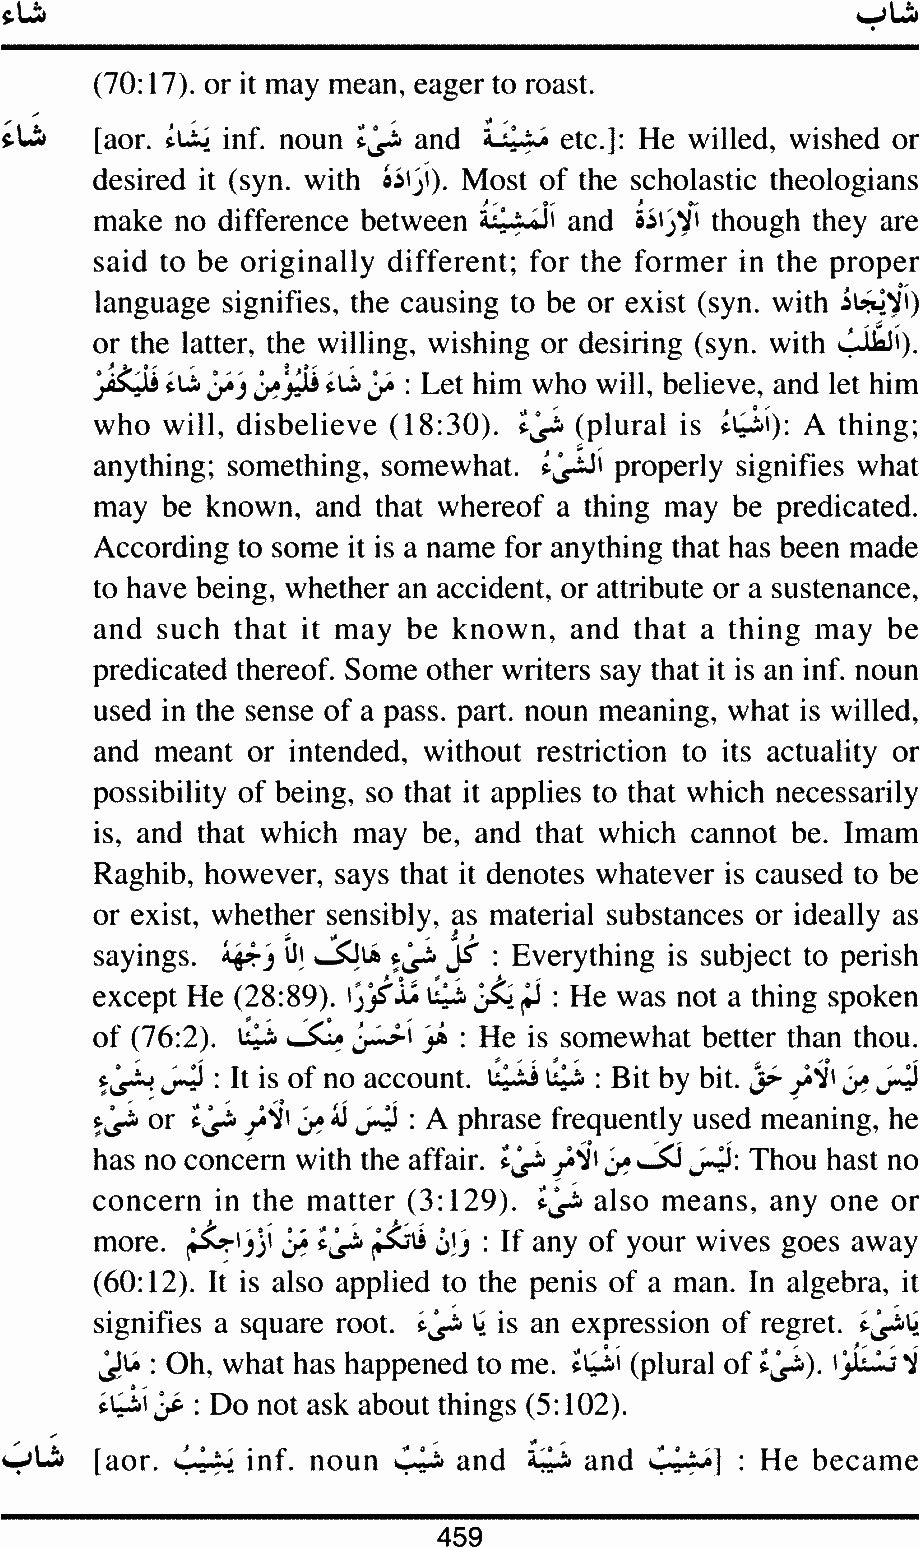 شاء شاب
(70:17). or it may mean, eager to roast.
شَاءَ [aor. يَشَاءُ inf. noun شَيْءٌ and مَشِيْئَةٌ etc.]: He willed, wished or
desired it (syn. with اَرَادَهُ). Most of the scholastic theologians
make no difference between اَلْمَشِيْئَةُ and اَلْاِرَادَةُ though they are
said to be originally different; for the former in the proper
language signifies, the causing to be or exist (syn. with اَلْاِيْجَادُ)
or the latter, the willing, wishing or desiring (syn. with اَلطَّلَبُ).
فَمَنْ شَاءَ فَلْيُؤْمِنْ وَمَنْ شَاءَ فَلْيَكْفُرْ : Let him who will, believe, and let him
who will, disbelieve (18:30). شَيْءٌ (plural is اَشْيَاءُ): A thing;
anything; something, somewhat. اَلشَّيْءُ properly signifies what
may be known, and that whereof a thing may be predicated.
According to some it is a name for anything that has been made
to have being, whether an accident, or attribute or a sustenance,
and such that it may be known, and that a thing may be
predicated thereof. Some other writers say that it is an inf. noun
used in the sense of a pass. part. noun meaning, what is willed,
and meant or intended, without restriction to its actuality or
possibility of being, so that it applies to that which necessarily
is, and that which may be, and that which cannot be. Imam
Raghib, however, says that it denotes whatever is caused to be
or exist, whether sensibly, as material substances or ideally as
sayings. كُلُّ شَيْءٍ هَالِكٌ اِلَّا وَجْهَهُ : Everything is subject to perish
except He (28:89). لَمْ يَكُنْ شَيْئًا مَذْكُوْرًا : He was not a thing spoken
of (76:2). هُوَ اَحْسَنُ مِنْكَ شَيْئًا : He is somewhat better than thou.
لَيْسَ بِشَيْءٍ : It is of no account. شَيْئًا فَشَيْئًا : Bit by bit. لَيْسَ مِنَ الْاَمْرِ حَقَّ
شَيْءٍ or لَيْسَ لَهُ مِنَ الْاَمْرِ شَيْءٌ : A phrase frequently used meaning, he
has no concern with the affair. لَيْسَ لَكَ مِنَ الْاَمْرِ شَيْءٌ: Thou hast no
concern in the matter (3:129). شَيْءٌ also means, any one or
more. وَاِنْ فَاتَكُمْ شَيْءٌ مِّنْ اَزْوَاجِكُمْ : If any of your wives goes away
(60:12). It is also applied to the penis of a man. In algebra, it
signifies a square root. يَا شَيْءَ is an expression of regret. يَاشَيْءَ
مَالِيْ : Oh, what has happened to me. اَشْيَاءُ (plural of شَيْءٌ). لَا تَسْئَلُوْا
عَنْ اَشْيَاءَ : Do not ask about things (5:102).
شَابَ [aor. يَشِيْبُ inf. noun شَيْبٌ and شَيْبَةٌ and مَشِيْبٌ] : He became
459